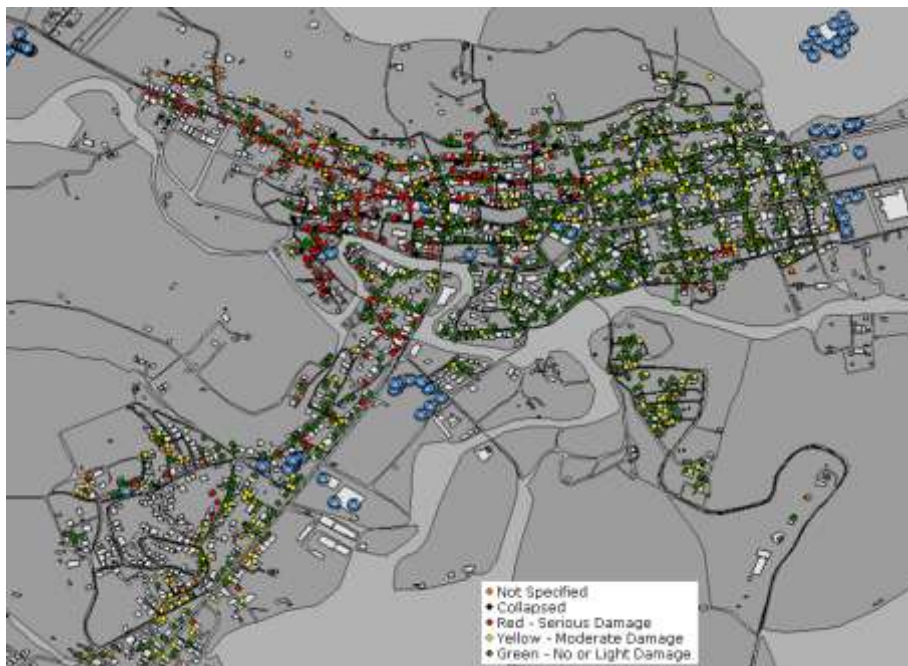 Not Specified
Collapsed
Red - Serious Damage
Yellow - Moderate Damage
Green - No or Light Damage